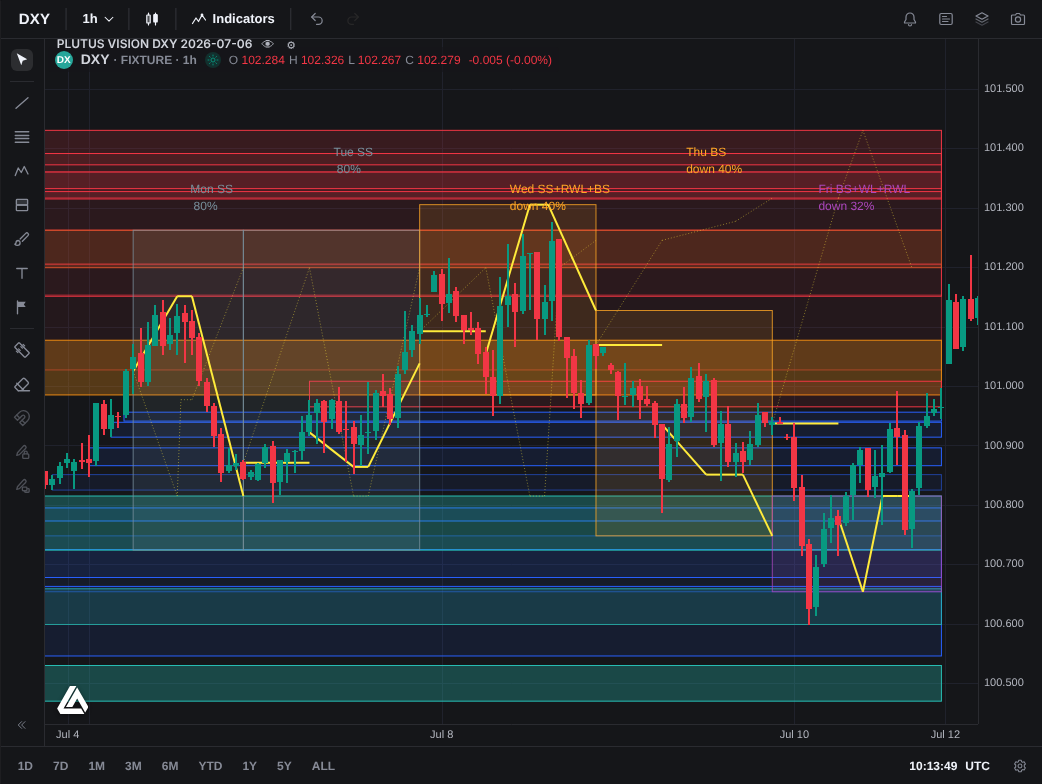 DXY 1h Indicators
PLUTUS VISION DXY 2026-07-06
DX DXY · FIXTURE · 1h O 102.284 H 102.326 L 102.267 C 102.279 -0.005 (-0.00%)
101.500
101.400
101.300
101.200
101.100
101.000
100.900
100.800
100.700
100.600
100.500
Tue SS
80%
Thu BS
down 40%
Mon SS
80%
Wed SS+RWL+BS
down 40%
Fri BS+WL+RWL
down 32%
Jul 4 Jul 8 Jul 10 Jul 12
1D 7D 1M 3M 6M YTD 1Y 5Y ALL 10:13:49 UTC